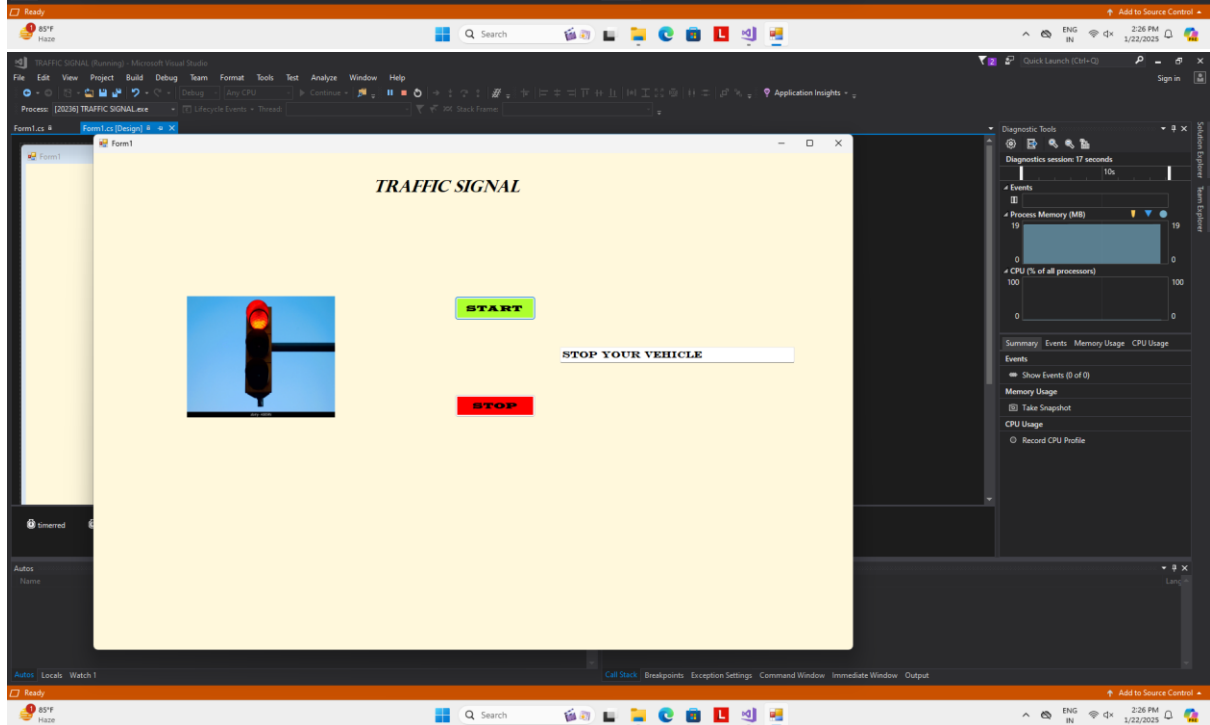 Ready
Add to Source Control
1
85°F
Haze
Search
ENG
IN
2:26 PM
1/22/2025
TRAFFIC SIGNAL (Running) - Microsoft Visual Studio
2
Quick Launch (Ctrl+Q)
File Edit View Project Build Debug Team Format Tools Test Analyze Window Help
Sign in
Debug Any CPU Continue Application Insights
Process: [20236] TRAFFIC SIGNAL.exe Lifecycle Events Thread: Stack Frame:
Form1.cs Form1.cs [Design]
Form1
Form1
TRAFFIC SIGNAL
START
STOP YOUR VEHICLE
STOP
timerred
Diagnostic Tools
Diagnostics session: 17 seconds
10s
Events
Process Memory (MB)
19 19
0 0
CPU (% of all processors)
100 100
0 0
Summary Events Memory Usage CPU Usage
Events
Show Events (0 of 0)
Memory Usage
Take Snapshot
CPU Usage
Record CPU Profile
Solution Explorer
Team Explorer
Autos
Name
Lang
Autos Locals Watch 1
Call Stack Breakpoints Exception Settings Command Window Immediate Window Output
Ready
Add to Source Control
1
85°F
Haze
Search
ENG
IN
2:26 PM
1/22/2025